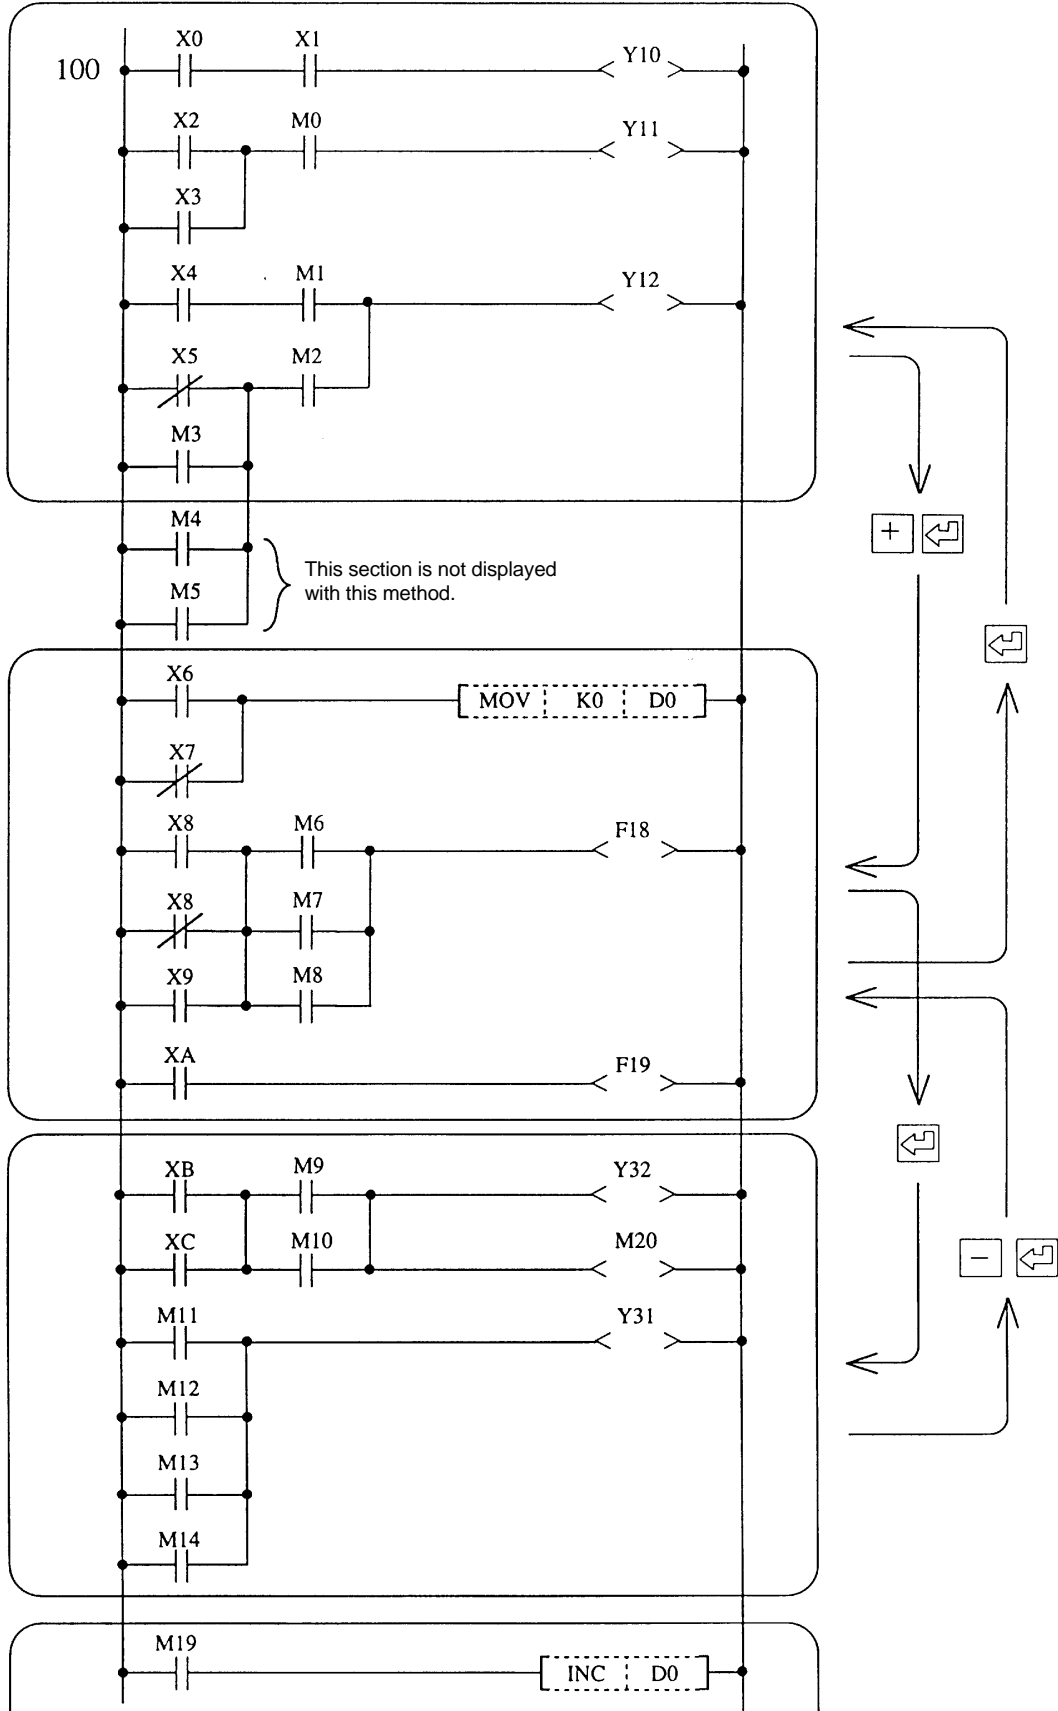 X0 X1 Y10
100
X2 M0 Y11
X3
X4 M1 Y12
X5 M2
M3
M4
This section is not displayed
with this method.
M5
+
X6
MOV K0 D0
X7
X8 M6 F18
X8 M7
X9 M8
XA F19
XB M9 Y32
XC M10 M20
−
M11 Y31
M12
M13
M14
M19
INC D0